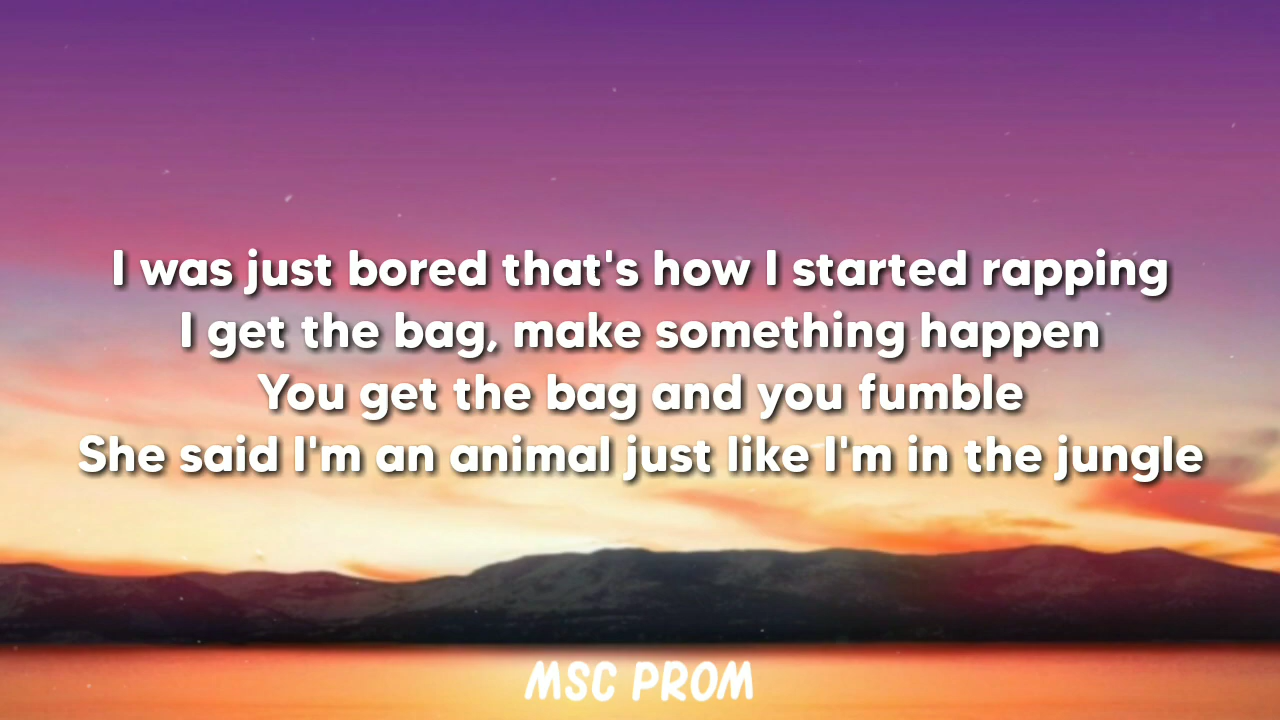 I was just bored that's how I started rapping
I get the bag, make something happen
You get the bag and you fumble
She said I'm an animal just like I'm in the jungle
MSC PROM